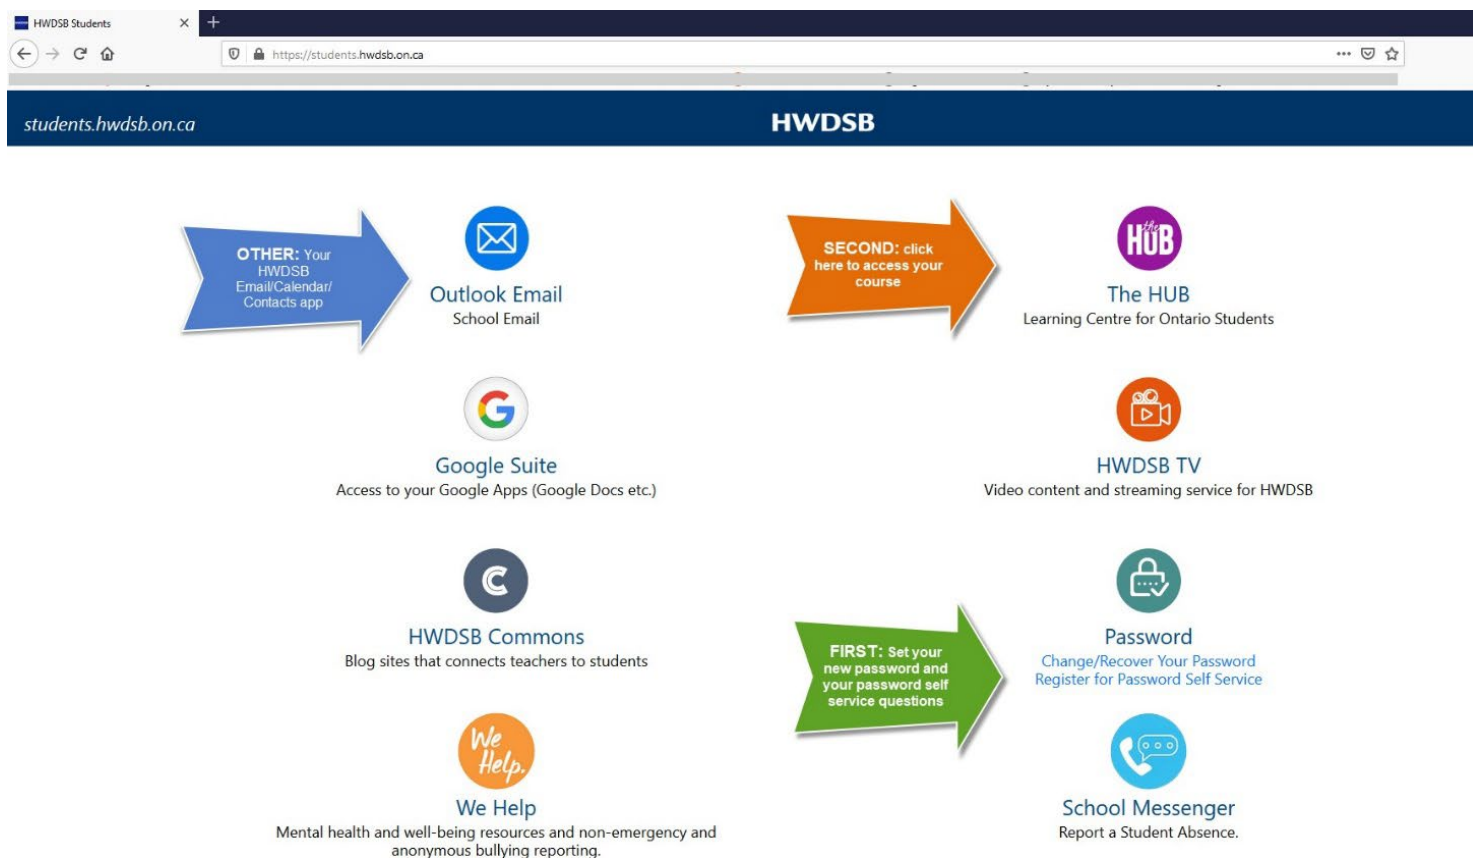 HWDSB Students
https://students.hwdsb.on.ca
students.hwdsb.on.ca
HWDSB
OTHER: Your
HWDSB
Email/Calendar/
Contacts app
Outlook Email
School Email
SECOND: click
here to access your
course
the
HUB
The HUB
Learning Centre for Ontario Students
G
Google Suite
Access to your Google Apps (Google Docs etc.)
HWDSB TV
Video content and streaming service for HWDSB
C
HWDSB Commons
Blog sites that connects teachers to students
FIRST: Set your
new password and
your password self
service questions
Password
Change/Recover Your Password
Register for Password Self Service
We
Help.
We Help
Mental health and well-being resources and non-emergency and
anonymous bullying reporting.
School Messenger
Report a Student Absence.